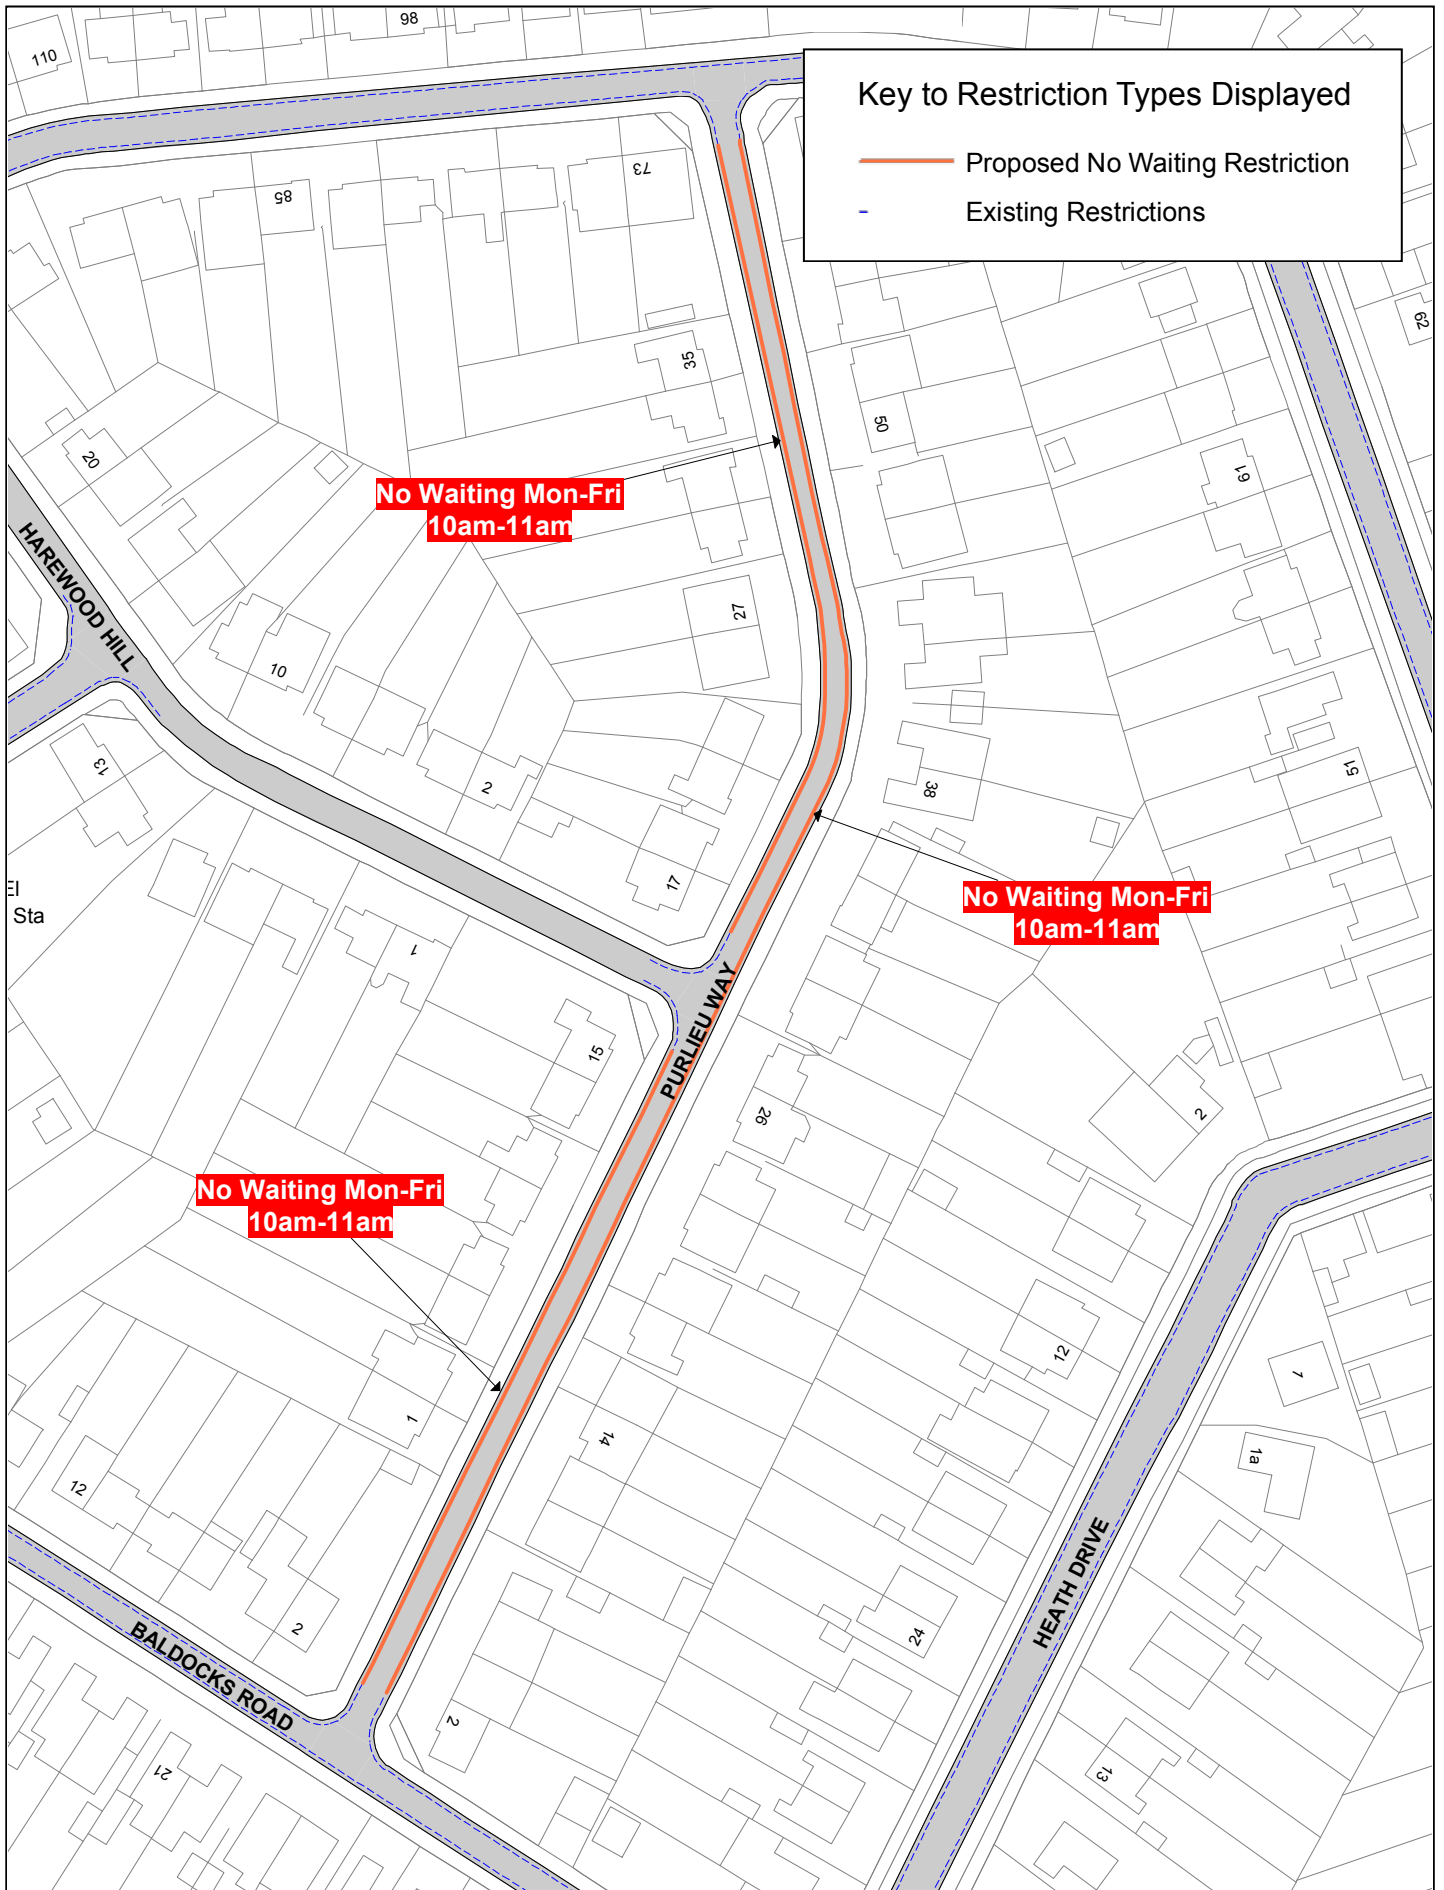 98
110
Key to Restriction Types Displayed
Proposed No Waiting Restriction
Existing Restrictions
73
85
62
35
50
20
61
No Waiting Mon-Fri
10am-11am
HAREWOOD HILL
27
10
13
2
38
51
17
El
Sta
No Waiting Mon-Fri
10am-11am
1
PURLIEU WAY
15
26
2
No Waiting Mon-Fri
10am-11am
12
1
1
14
1a
12
HEATH DRIVE
2
24
BALDOCKS ROAD
2
21
13